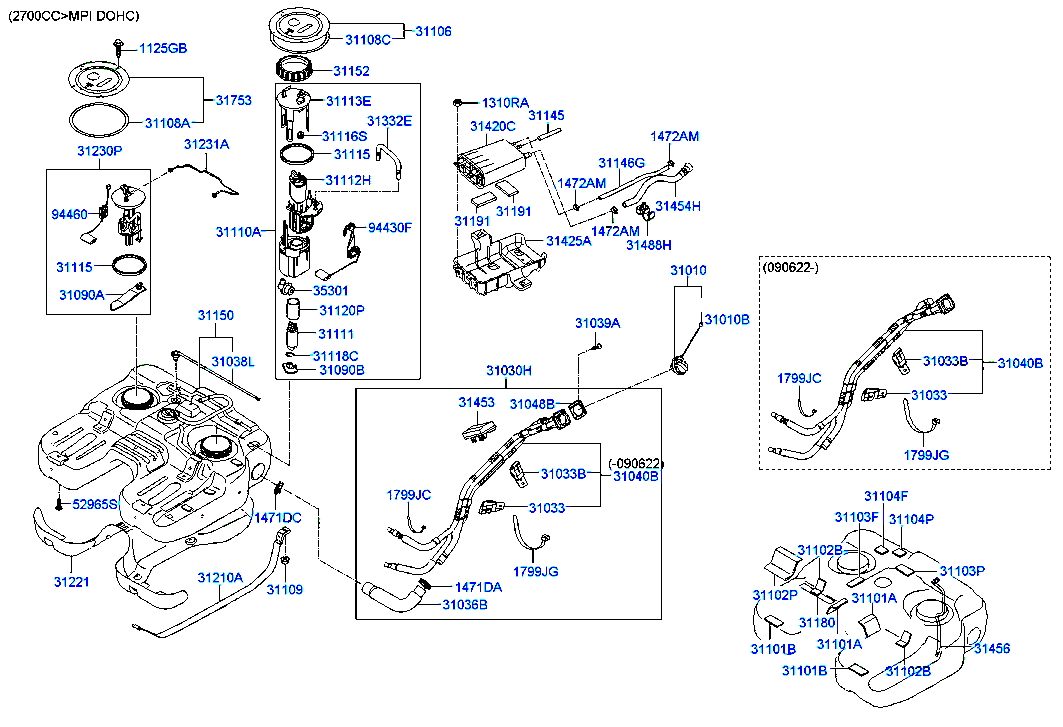 (2700CC>MPI DOHC)
1125GB
31753
31108A
31230P
31231A
94460
31115
31090A
31108C
31106
31152
31113E
31332E
31116S
31115
31112H
31110A
94430F
35301
31120P
31111
31118C
31090B
1310RA
31145
31420C
1472AM
31146G
1472AM
31191
31191
31454H
1472AM
31488H
31425A
31010
31010B
31039A
31150
31038L
31030H
31453
31048B
(-090622)
31033B
31040B
1799JC
31033
1799JG
1471DA
31036B
52965S
1471DC
31221
31210A
31109
(090622-)
31033B
31040B
1799JC
31033
1799JG
31104F
31103F
31104P
31102B
31103P
31102P
31101A
31180
31101A
31101B
31456
31101B
31102B